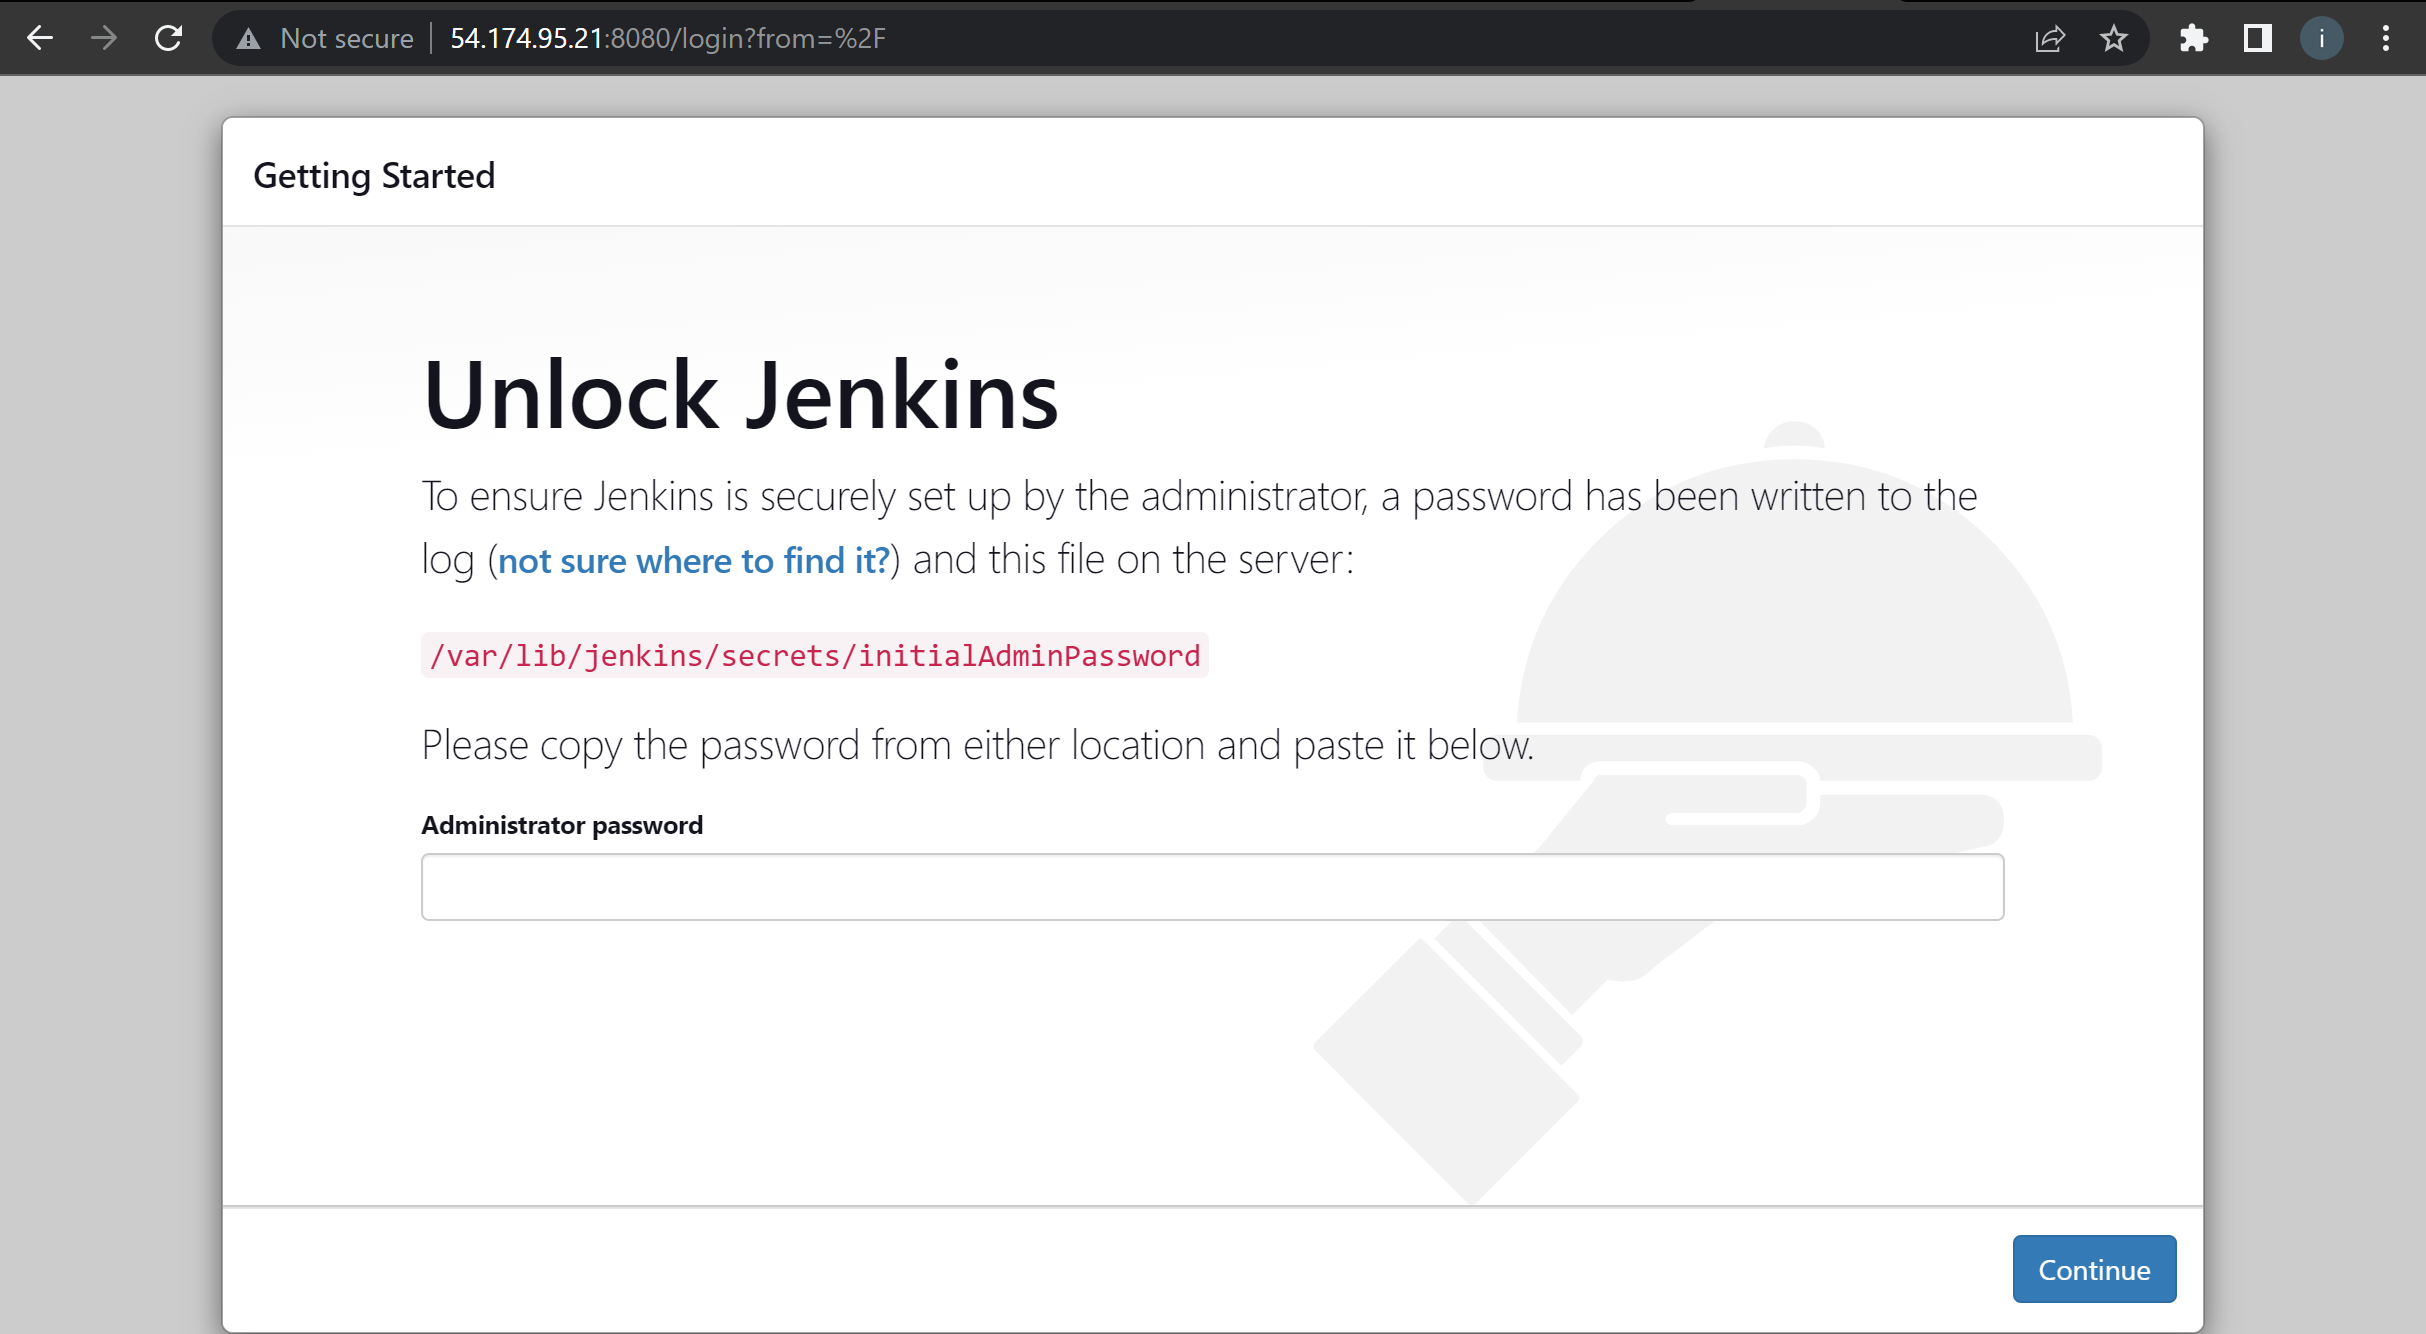 Not secure 54.174.95.21:8080/login?from=%2F
i
Getting Started
Unlock Jenkins
To ensure Jenkins is securely set up by the administrator, a password has been written to the
log (not sure where to find it?) and this file on the server:
/var/lib/jenkins/secrets/initialAdminPassword
Please copy the password from either location and paste it below.
Administrator password
Continue